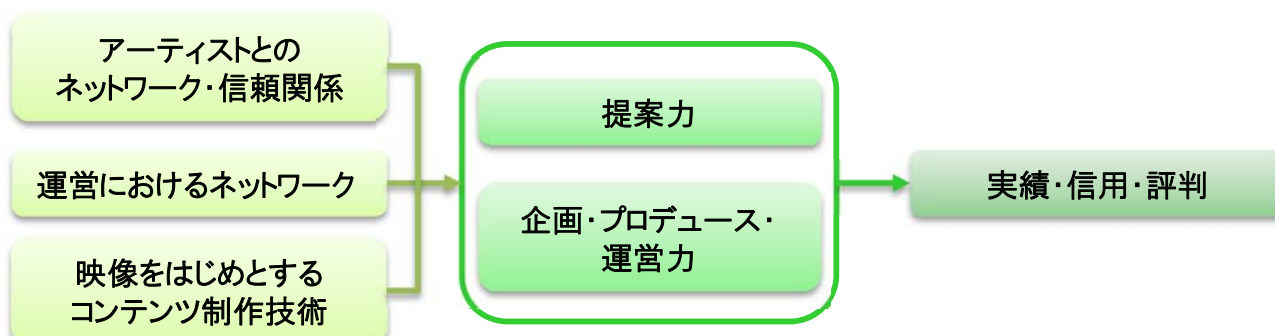 アーティストとの
ネットワーク・信頼関係
運営におけるネットワーク
映像をはじめとする
コンテンツ制作技術
提案力
企画・プロデュース・
運営力
実績・信用・評判